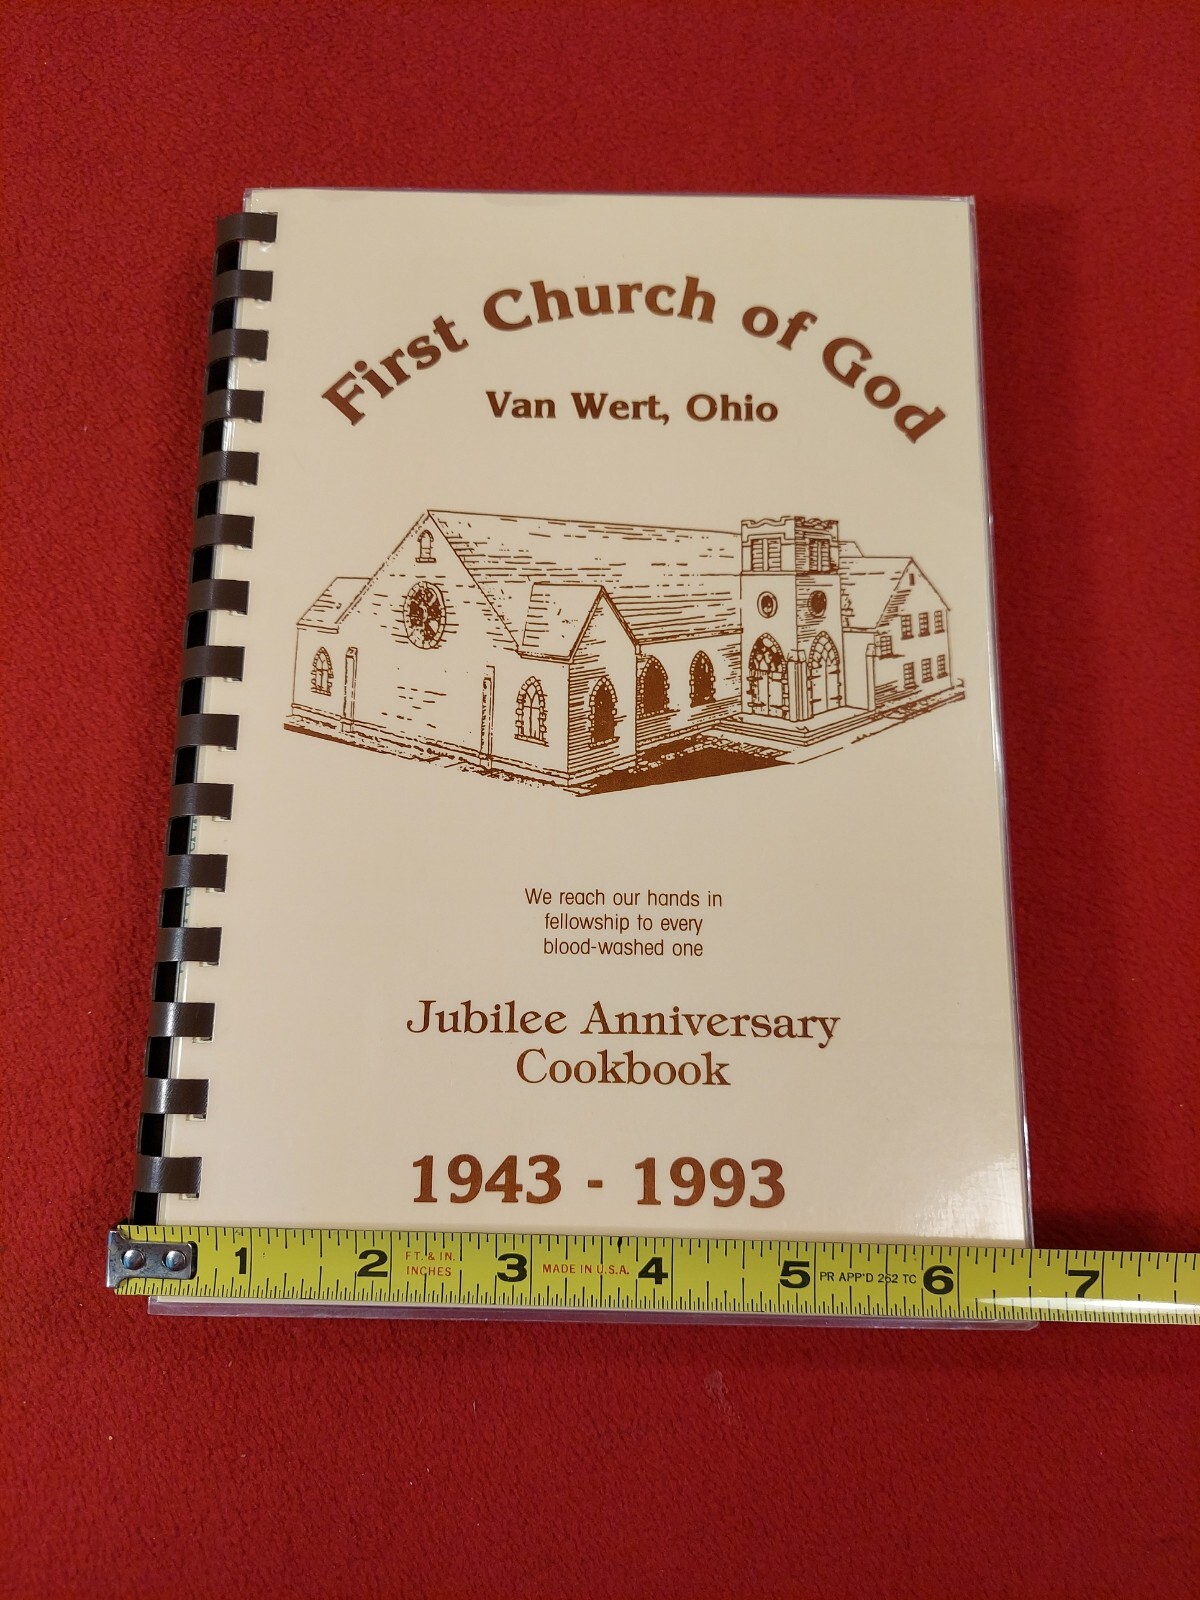 First Church of God
Van Wert, Ohio
We reach our hands in
fellowship to every
blood-washed one
Jubilee Anniversary
Cookbook
1943 - 1993
1 2 FT. & IN. INCHES 3 MADE IN U.S.A. 4 5 PR APP'D 262 TC 6 7